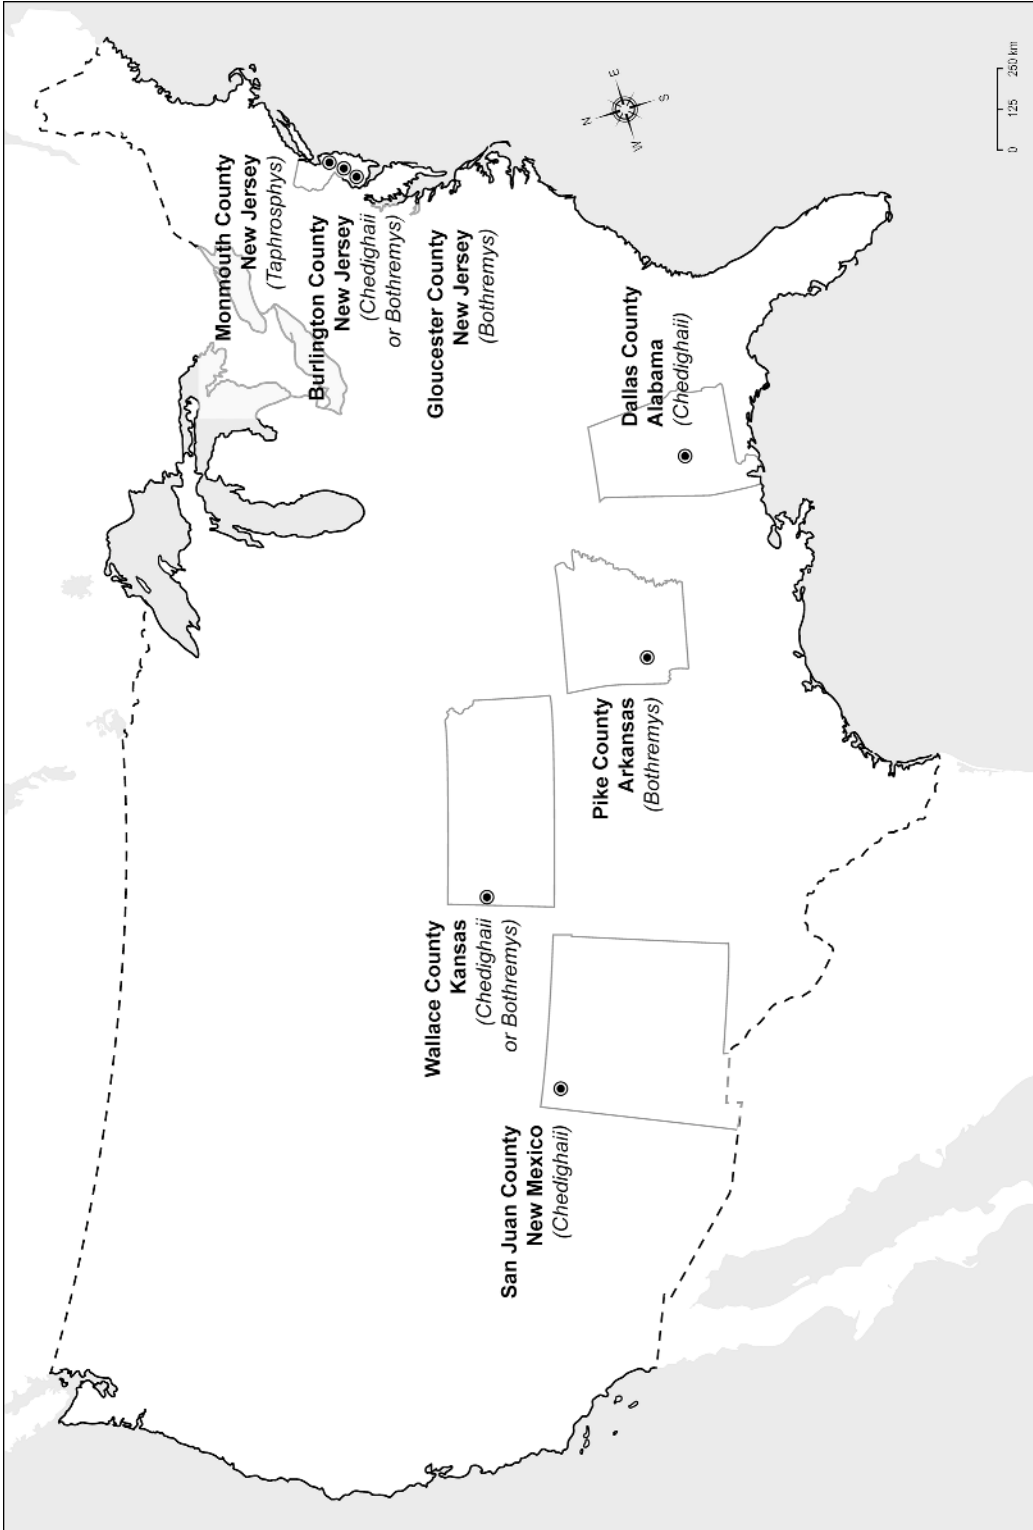 Monmouth County
New Jersey
(Taphrosphys)
Burlington County
New Jersey
(Chedighaii
or Bothremys)
Gloucester County
New Jersey
(Bothremys)
Dallas County
Alabama
(Chedighaii)
Pike County
Arkansas
(Bothremys)
Wallace County
Kansas
(Chedighaii
or Bothremys)
San Juan County
New Mexico
(Chedighaii)
N
E
S
W
0 125 250 km